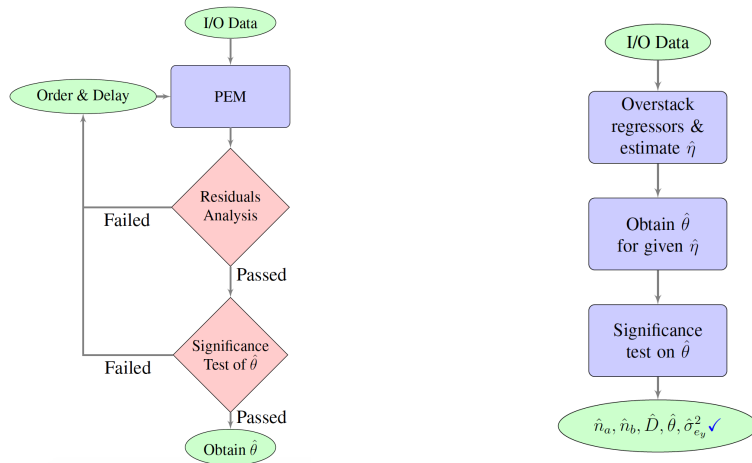 I/O Data
Order & Delay
PEM
Residuals
Analysis
Failed
Passed
Significance
Test of θ̂
Failed
Passed
Obtain θ̂
I/O Data
Overstack
regressors &
estimate η̂
Obtain θ̂
for given η̂
Significance
test on θ̂
n̂ₐ, n̂_b, D̂, θ̂, σ̂²_{e_y} ✓